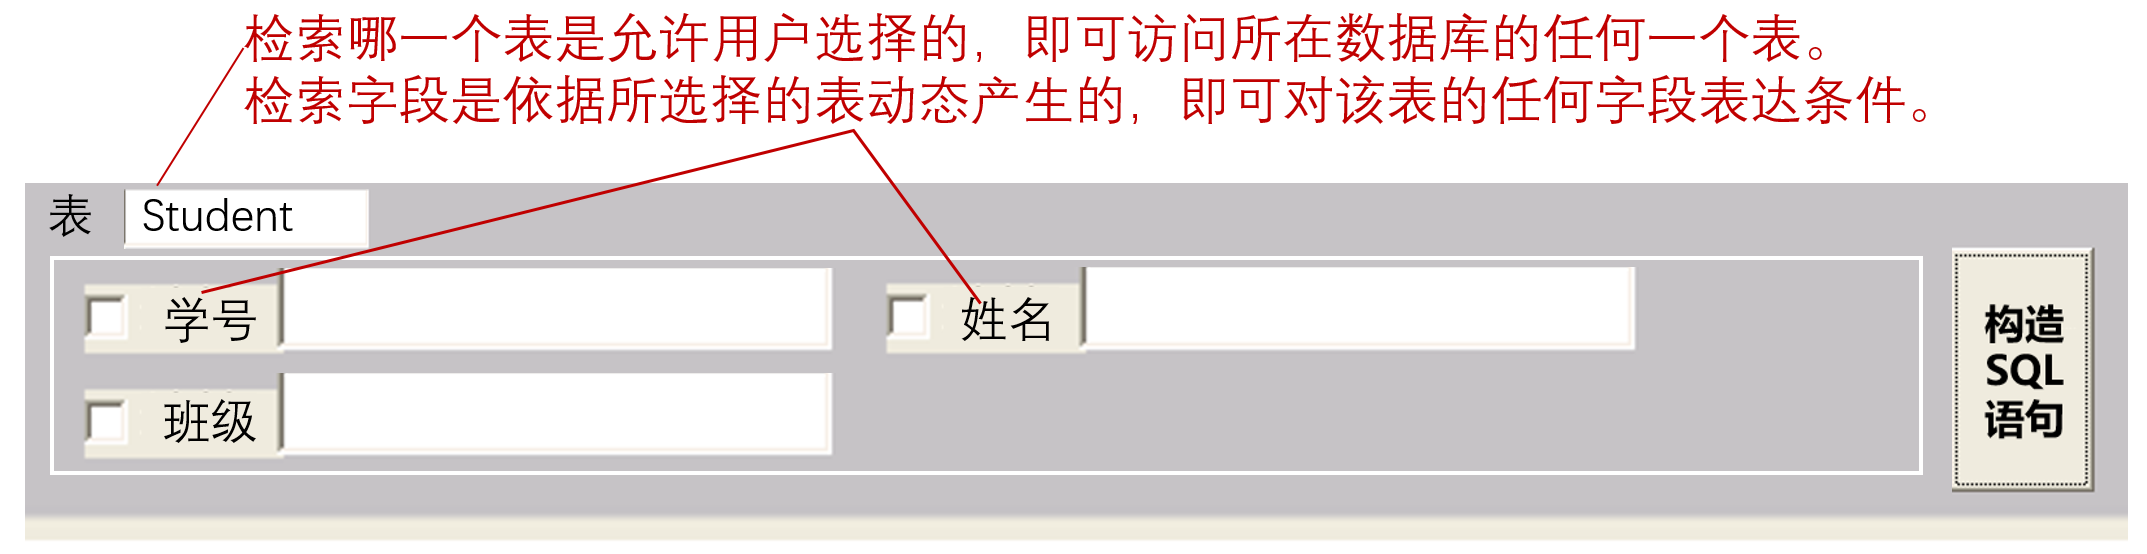 检索哪一个表是允许用户选择的，即可访问所在数据库的任何一个表。
检索字段是依据所选择的表动态产生的，即可对该表的任何字段表达条件。
表 Student
学号 姓名
班级
构造
SQL
语句